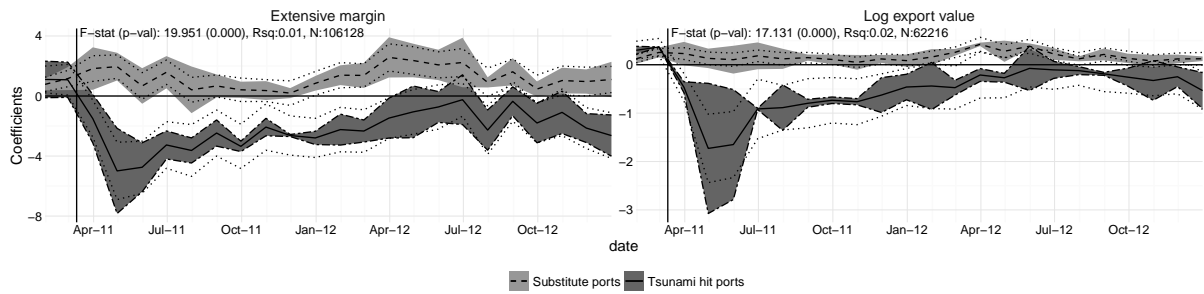 Extensive margin
Log export value
F−stat (p−val): 19.951 (0.000), Rsq:0.01, N:106128
F−stat (p−val): 17.131 (0.000), Rsq:0.02, N:62216
Coefficients
4
0
−4
−8
0
−1
−2
−3
Apr−11 Jul−11 Oct−11 Jan−12 Apr−12 Jul−12 Oct−12
Apr−11 Jul−11 Oct−11 Jan−12 Apr−12 Jul−12 Oct−12
date
Substitute ports Tsunami hit ports